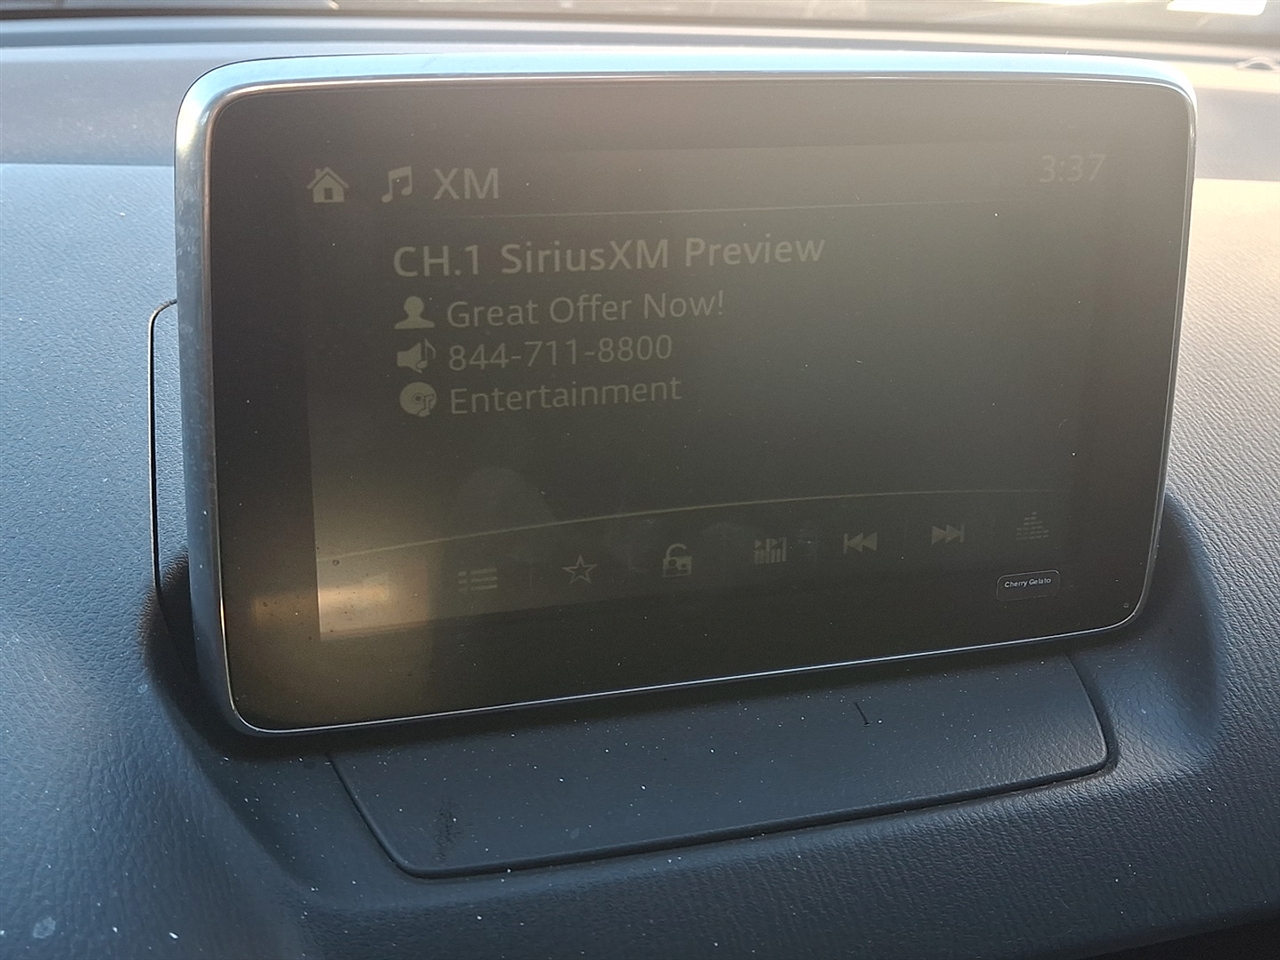 XM
3:37
CH.1 SiriusXM Preview
Great Offer Now!
844-711-8800
Entertainment
Cherry Gelato